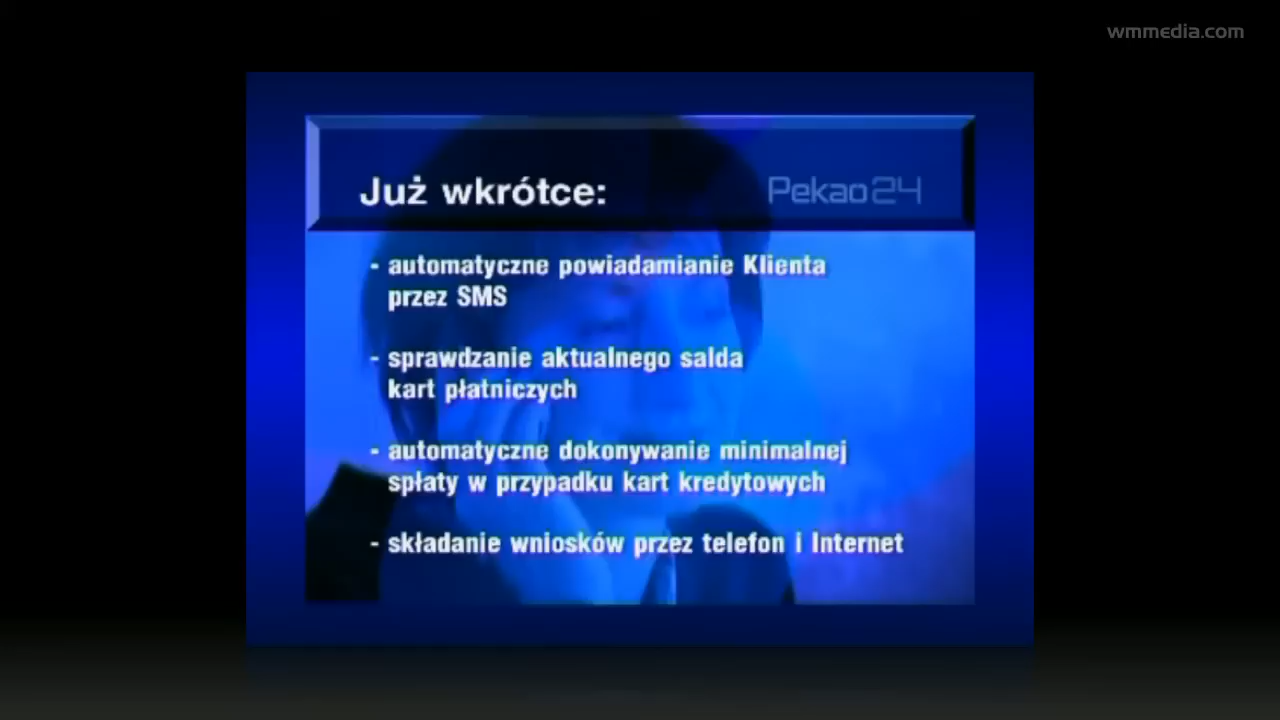 wmmedia.com
Już wkrótce:
Pekao24
- automatyczne powiadamianie Klienta
przez SMS
- sprawdzanie aktualnego salda
kart płatniczych
- automatyczne dokonywanie minimalnej
spłaty w przypadku kart kredytowych
- składanie wniosków przez telefon i Internet